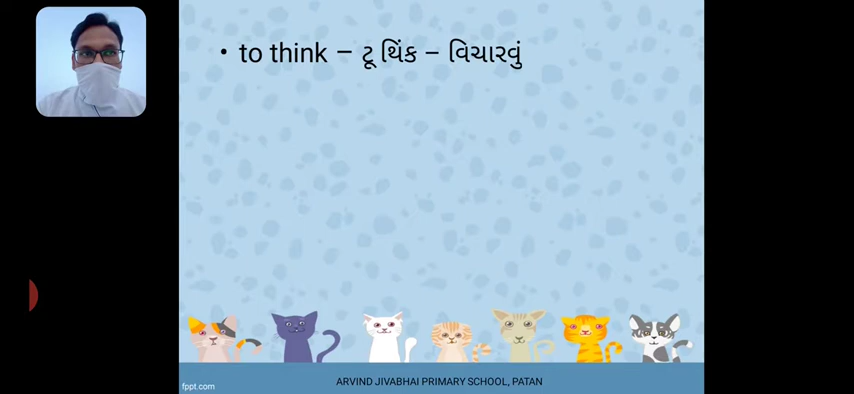 • to think – ટૂ થિંક – વિચારવું
fppt.com
ARVIND JIVABHAI PRIMARY SCHOOL, PATAN